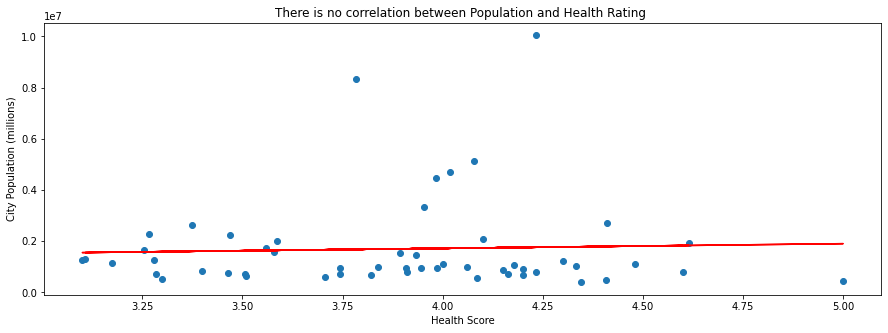 There is no correlation between Population and Health Rating
1e7
1.0
0.8
0.6
0.4
0.2
0.0
City Population (millions)
3.25 3.50 3.75 4.00 4.25 4.50 4.75 5.00
Health Score